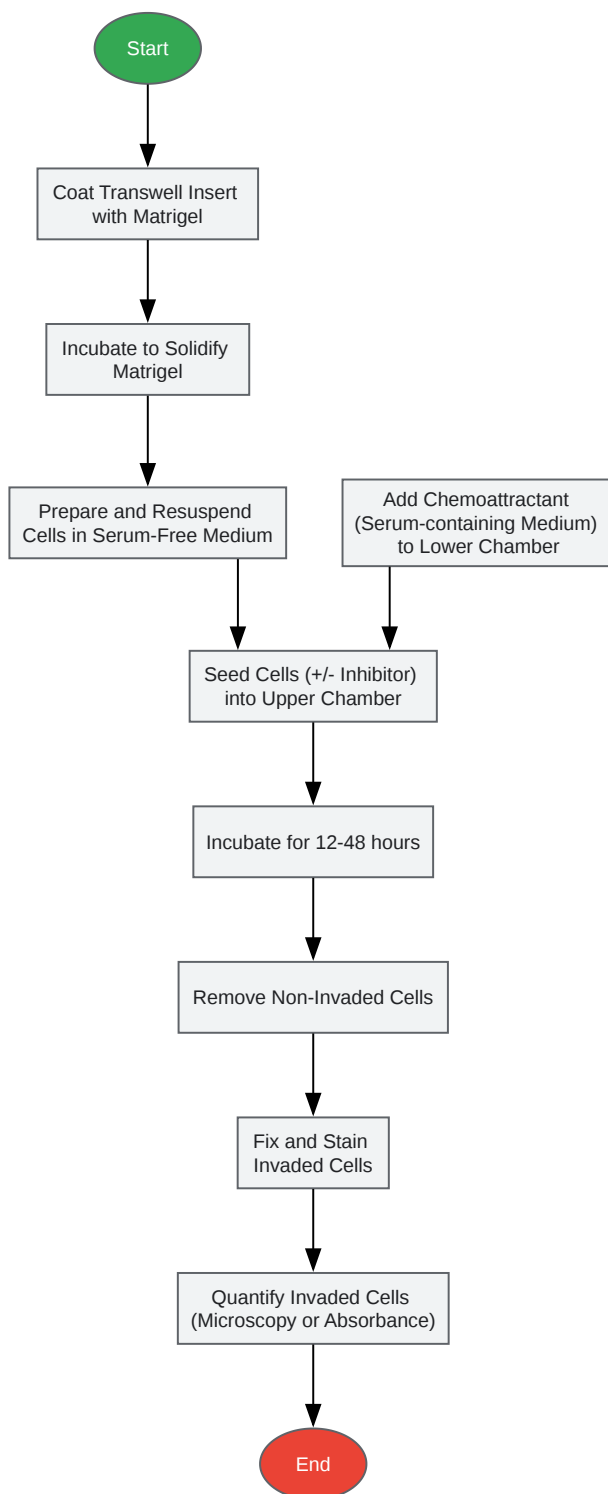 Start
Coat Transwell Insert
with Matrigel
Incubate to Solidify
Matrigel
Prepare and Resuspend
Cells in Serum-Free Medium
Add Chemoattractant
(Serum-containing Medium)
to Lower Chamber
Seed Cells (+/- Inhibitor)
into Upper Chamber
Incubate for 12-48 hours
Remove Non-Invaded Cells
Fix and Stain
Invaded Cells
Quantify Invaded Cells
(Microscopy or Absorbance)
End